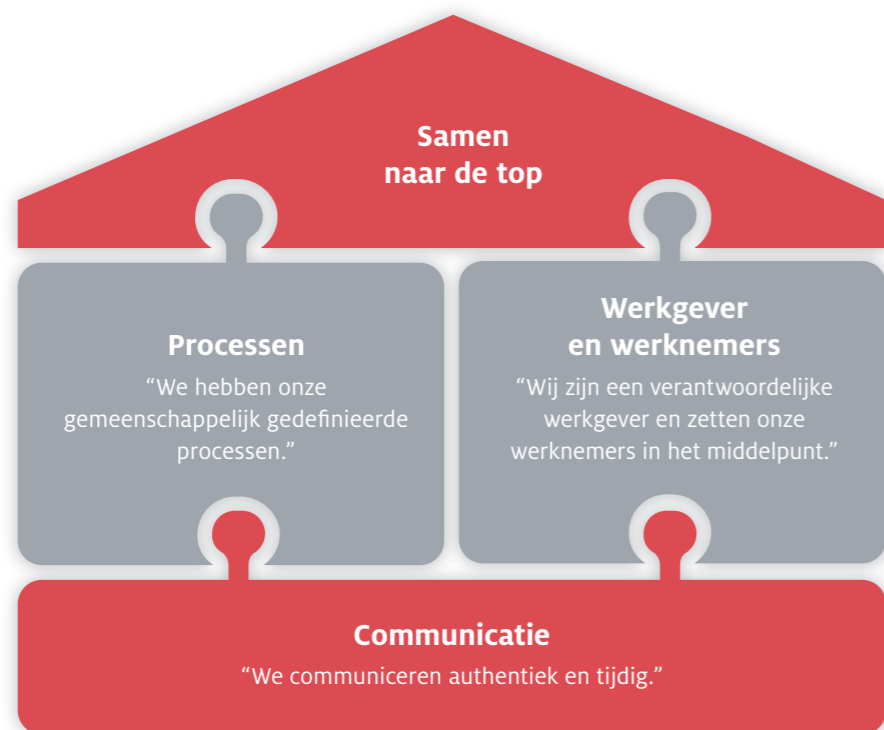 Samen
naar de top
Processen
“We hebben onze
gemeenschappelijk gedefinieerde
processen.”
Werkgever
en werknemers
“Wij zijn een verantwoordelijke
werkgever en zetten onze
werknemers in het middelpunt.”
Communicatie
“We communiceren authentiek en tijdig.”